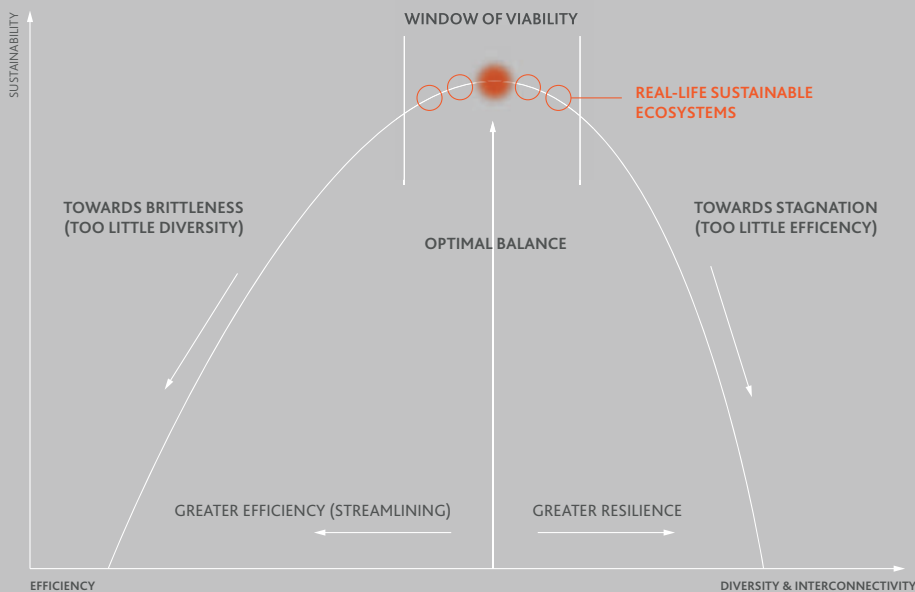 SUSTAINABILITY
WINDOW OF VIABILITY
REAL-LIFE SUSTAINABLE
ECOSYSTEMS
TOWARDS BRITTLENESS
(TOO LITTLE DIVERSITY)
TOWARDS STAGNATION
(TOO LITTLE EFFICENCY)
OPTIMAL BALANCE
GREATER EFFICIENCY (STREAMLINING)
GREATER RESILIENCE
EFFICIENCY
DIVERSITY & INTERCONNECTIVITY